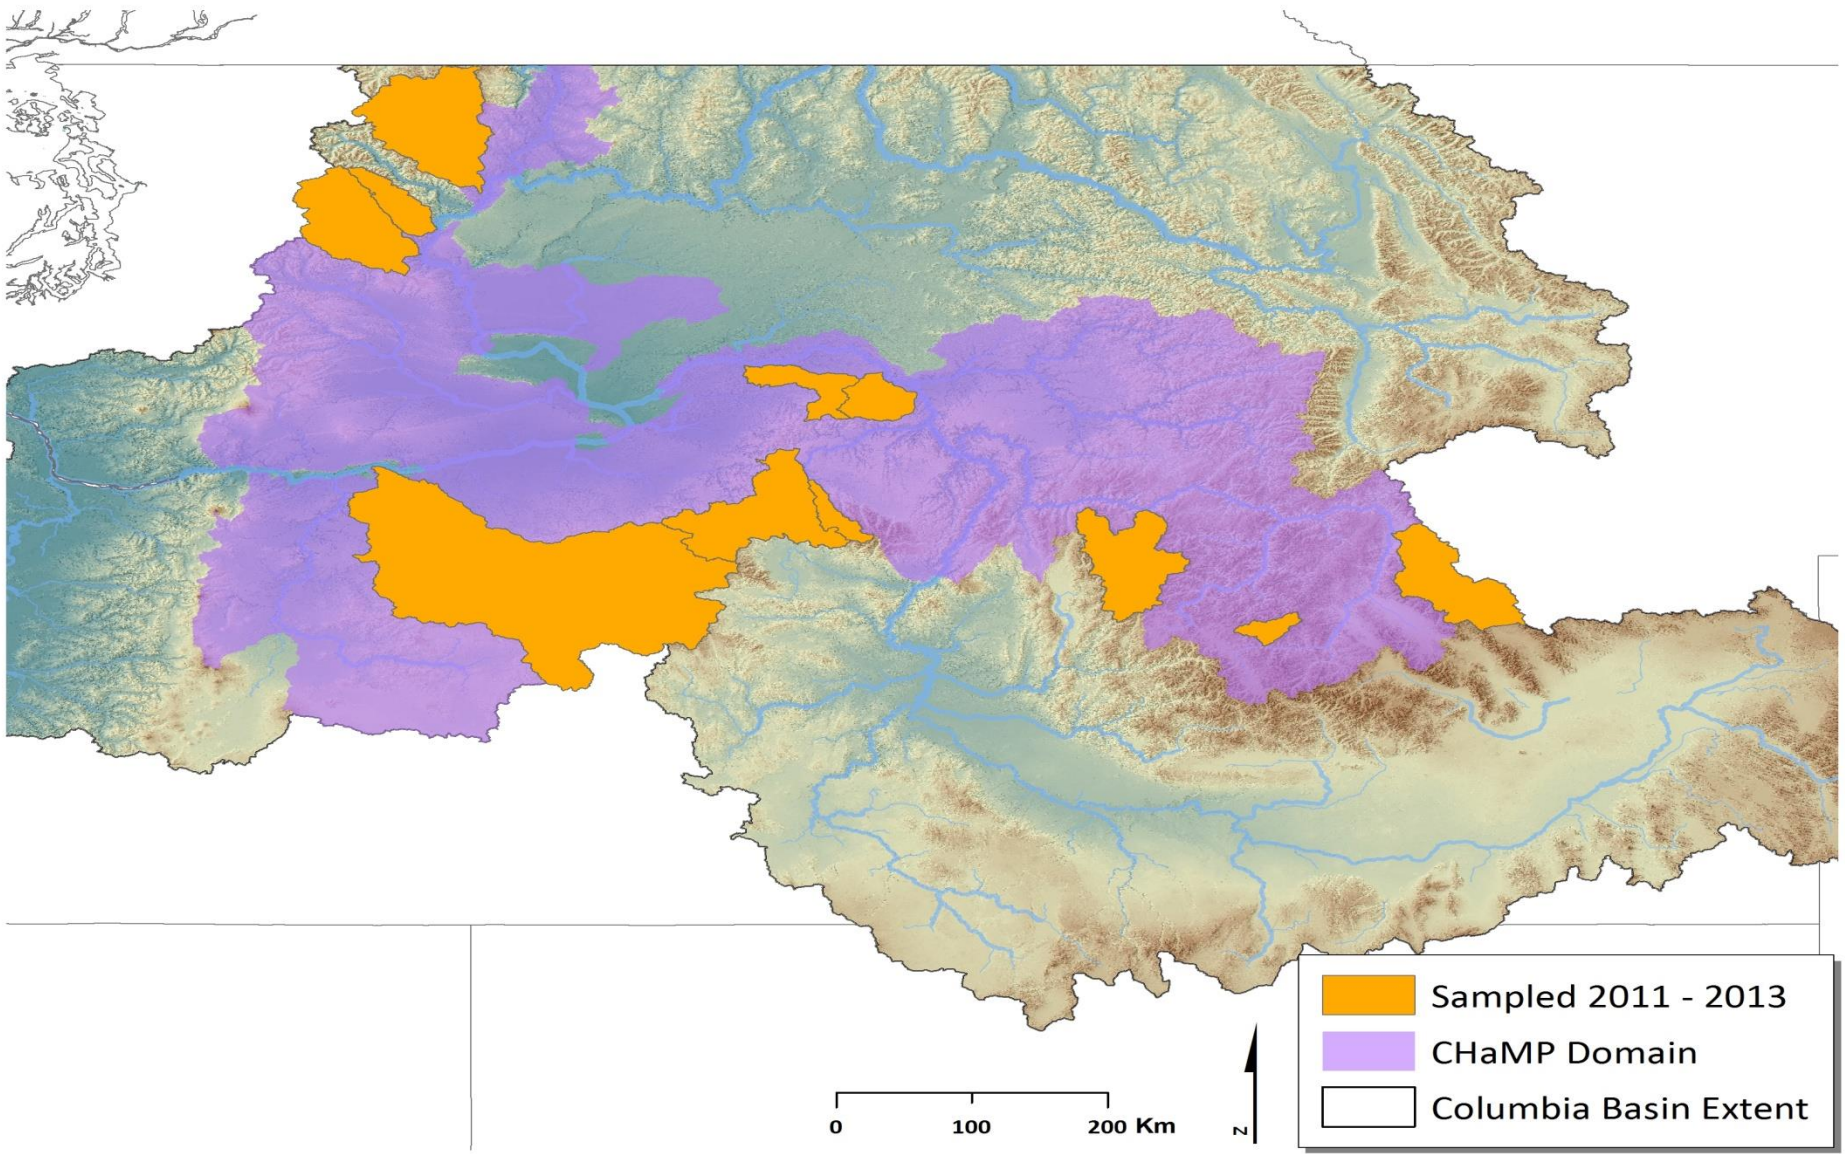 Sampled 2011 - 2013
CHaMP Domain
Columbia Basin Extent
0 100 200 Km
N